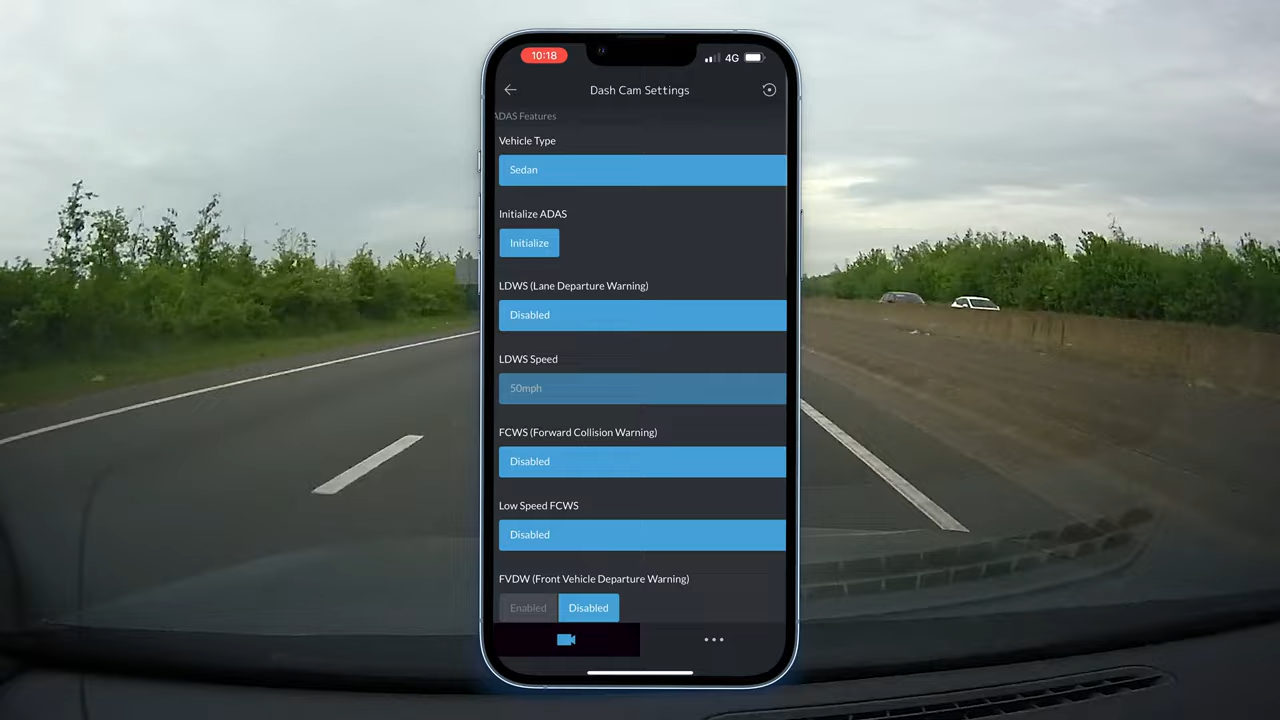 10:18
4G
Dash Cam Settings
ADAS Features
Vehicle Type
Sedan
Initialize ADAS
Initialize
LDWS (Lane Departure Warning)
Disabled
LDWS Speed
50mph
FCWS (Forward Collision Warning)
Disabled
Low Speed FCWS
Disabled
FVDW (Front Vehicle Departure Warning)
Enabled Disabled